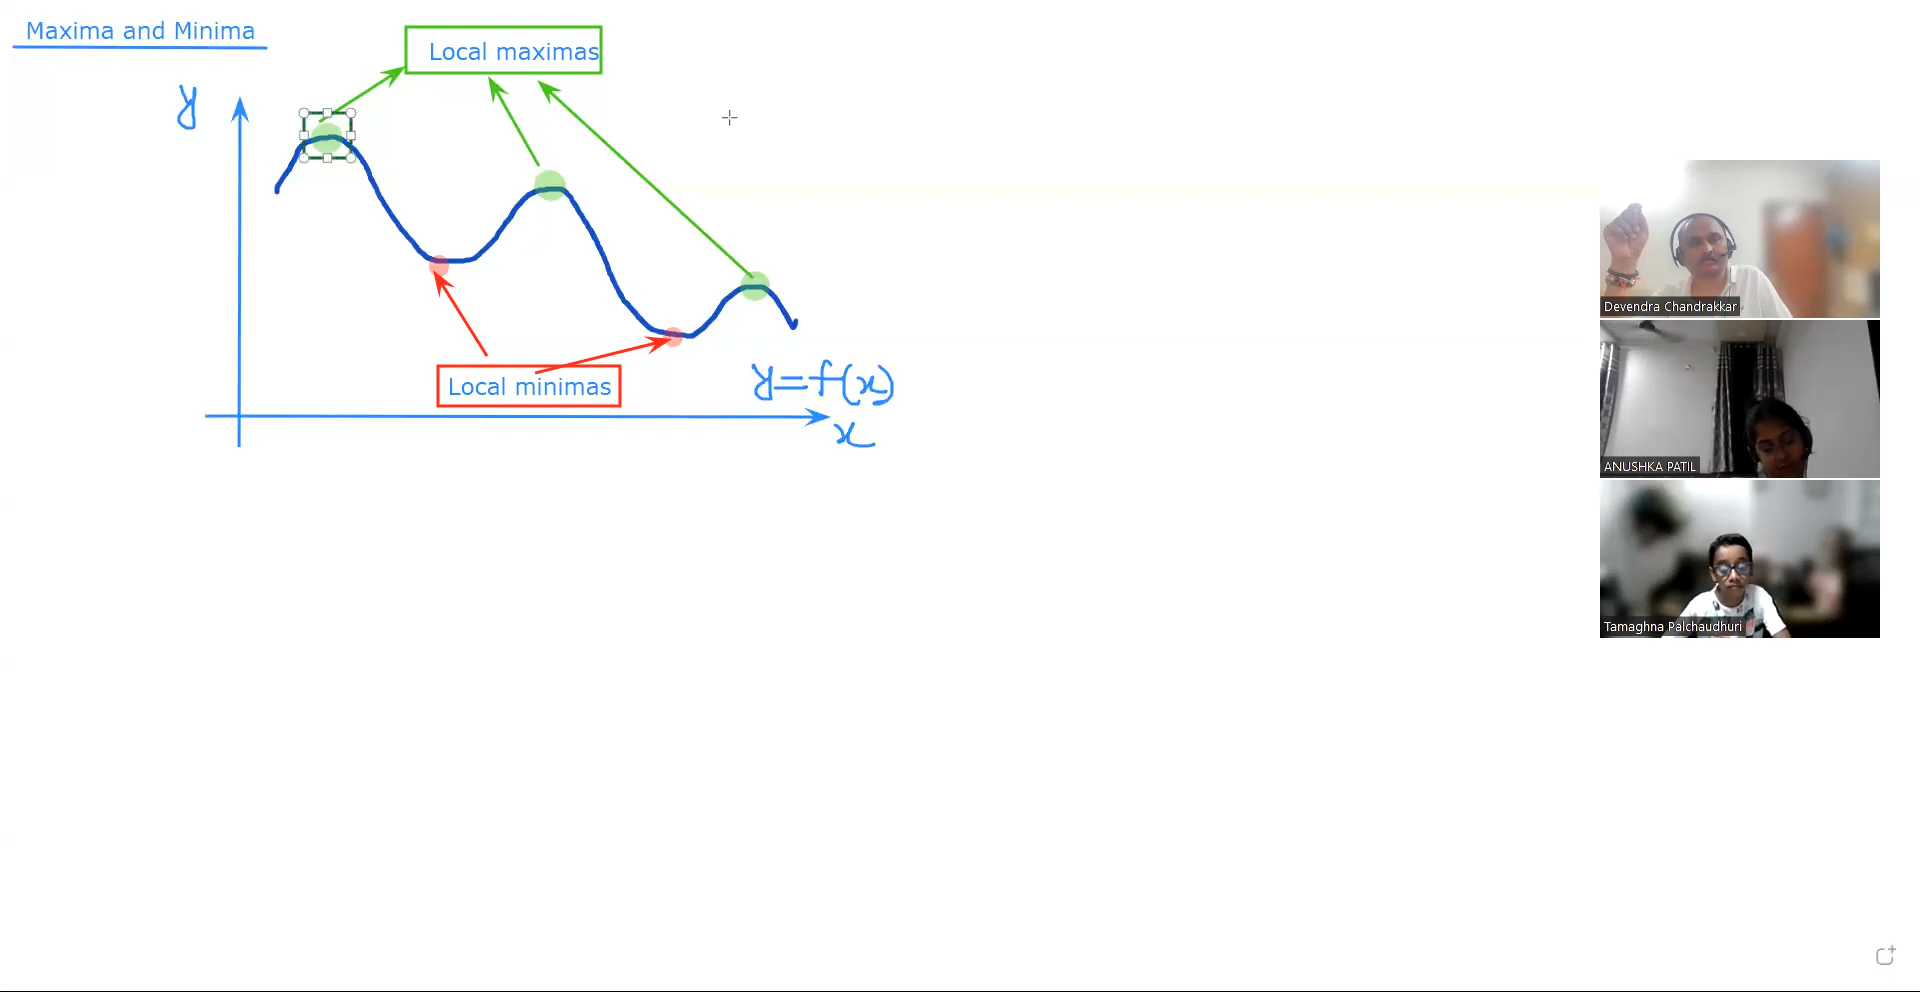 Maxima and Minima
Local maximas
y
Local minimas
y=f(x)
x
Devendra Chandrakkar
ANUSHKA PATIL
Tamaghna Palchaudhuri